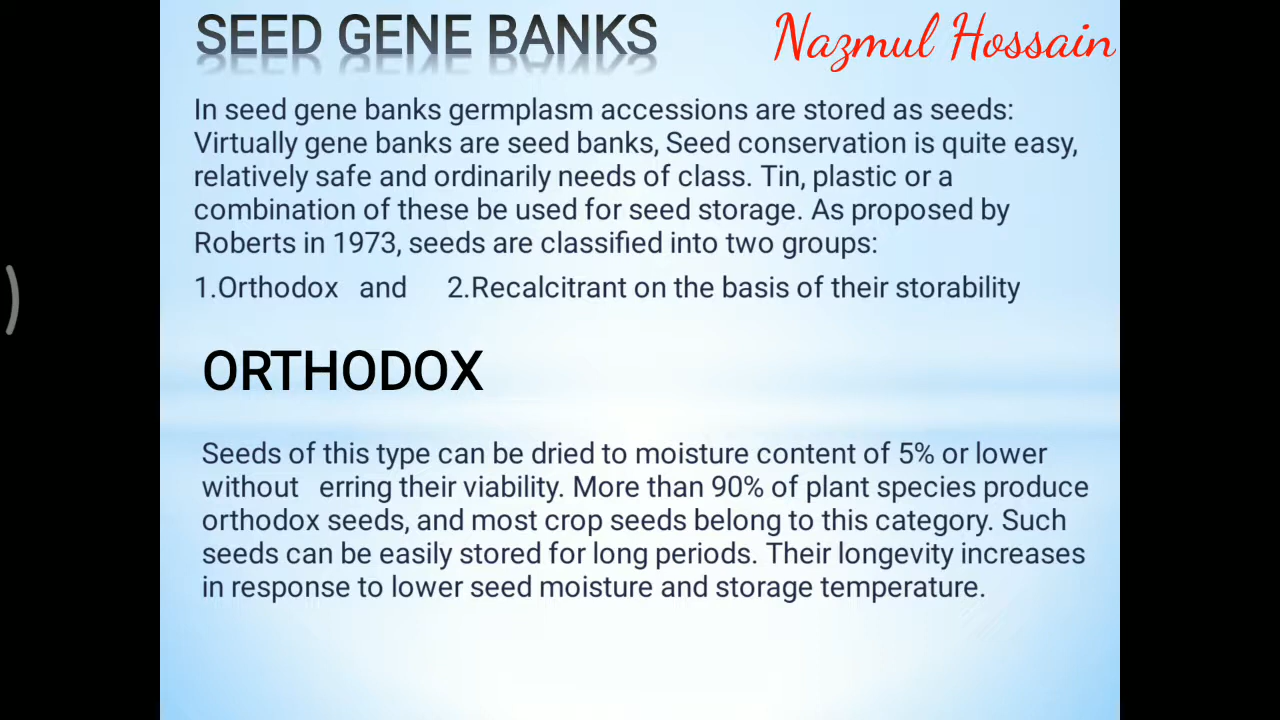 SEED GENE BANKS
Nazmul Hossain
In seed gene banks germplasm accessions are stored as seeds:
Virtually gene banks are seed banks, Seed conservation is quite easy,
relatively safe and ordinarily needs of class. Tin, plastic or a
combination of these be used for seed storage. As proposed by
Roberts in 1973, seeds are classified into two groups:
1.Orthodox and 2.Recalcitrant on the basis of their storability
ORTHODOX
Seeds of this type can be dried to moisture content of 5% or lower
without erring their viability. More than 90% of plant species produce
orthodox seeds, and most crop seeds belong to this category. Such
seeds can be easily stored for long periods. Their longevity increases
in response to lower seed moisture and storage temperature.